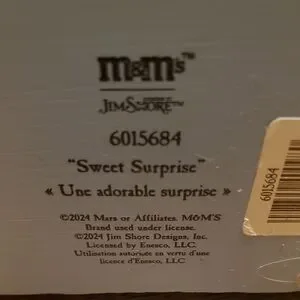 m&m's™
JIM SHORE™
6015684
"Sweet Surprise"
« Une adorable surprise »
©2024 Mars or Affiliates. M&M'S
Brand used under license.
©2024 Jim Shore Designs, Inc.
Licensed by Enesco, LLC.
Utilisation autorisée en vertu d'une
licence d'Enesco, LLC.
6015684